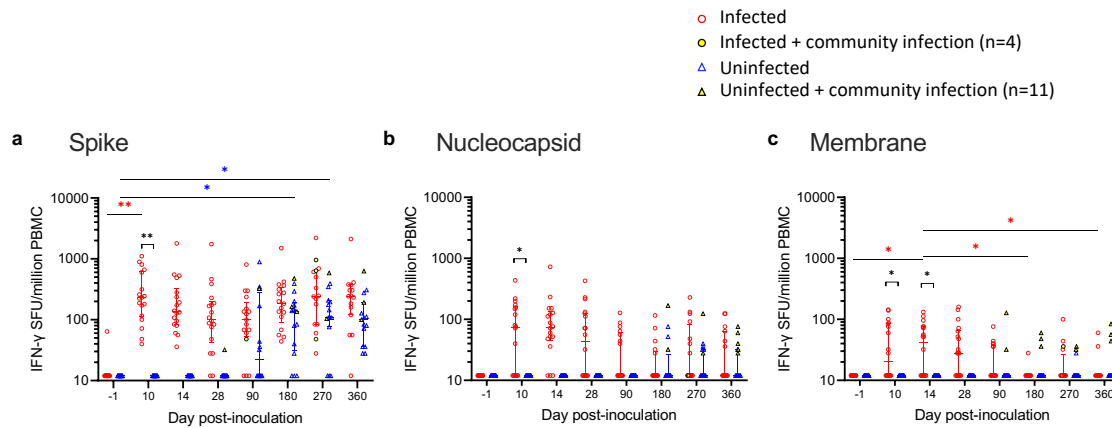 Infected
Infected + community infection (n=4)
Uninfected
Uninfected + community infection (n=11)
a Spike
b Nucleocapsid
c Membrane
IFN-γ SFU/million PBMC
10000
1000
100
10
** ** * *
-1 10 14 28 90 180 270 360
Day post-inoculation
IFN-γ SFU/million PBMC
10000
1000
100
10
*
-1 10 14 28 90 180 270 360
Day post-inoculation
IFN-γ SFU/million PBMC
10000
1000
100
10
* * * * *
-1 10 14 28 90 180 270 360
Day post-inoculation